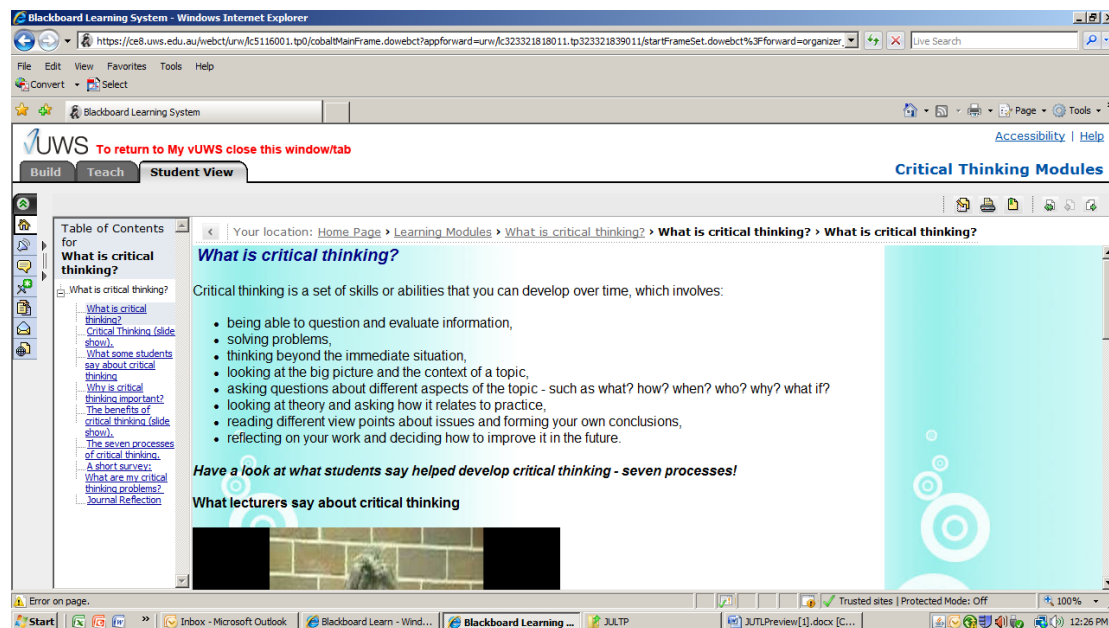 Blackboard Learning System - Windows Internet Explorer
https://ce8.uws.edu.au/webct/urw/lc5116001.tp0/cobaltMainFrame.dowebct?appforward=urw/lc323321818011.tp323321839011/startFrameSet.dowebct%3Fforward=organizer_
Live Search
File Edit View Favorites Tools Help
Convert Select
Blackboard Learning System
Page Tools
vUWS To return to My vUWS close this window/tab
Accessibility | Help
Build Teach Student View
Critical Thinking Modules
Table of Contents
for
What is critical
thinking?
What is critical thinking?
What is critical
thinking?
Critical Thinking (slide
show).
What some students
say about critical
thinking
Why is critical
thinking important?
The benefits of
critical thinking (slide
show).
The seven processes
of critical thinking.
A short survey:
What are my critical
thinking problems?
Journal Reflection
Your location: Home Page › Learning Modules › What is critical thinking? › What is critical thinking? › What is critical thinking?
What is critical thinking?
Critical thinking is a set of skills or abilities that you can develop over time, which involves:
• being able to question and evaluate information,
• solving problems,
• thinking beyond the immediate situation,
• looking at the big picture and the context of a topic,
• asking questions about different aspects of the topic - such as what? how? when? who? why? what if?
• looking at theory and asking how it relates to practice,
• reading different view points about issues and forming your own conclusions,
• reflecting on your work and deciding how to improve it in the future.
Have a look at what students say helped develop critical thinking - seven processes!
What lecturers say about critical thinking
Error on page.
Trusted sites | Protected Mode: Off
100%
Start
Inbox - Microsoft Outlook
Blackboard Learn - Wind...
Blackboard Learning ...
JULTP
JUTLPreview[1].docx [C...
12:26 PM